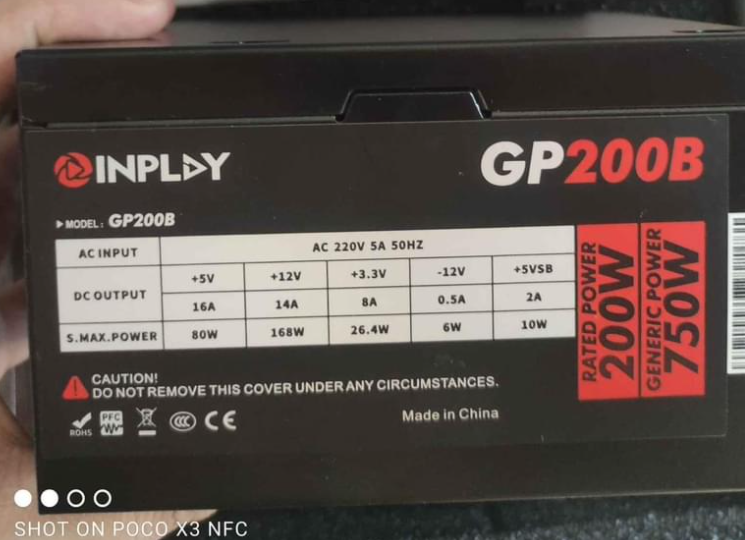 INPLAY
GP200B
MODEL: GP200B
AC INPUT AC 220V 5A 50HZ
DC OUTPUT +5V +12V +3.3V -12V +5VSB
16A 14A 8A 0.5A 2A
S.MAX.POWER 80W 168W 26.4W 6W 10W
RATED POWER
200W
GENERIC POWER
750W
CAUTION!
DO NOT REMOVE THIS COVER UNDER ANY CIRCUMSTANCES.
ROHS
PFC
CCC
CE
Made in China
SHOT ON POCO X3 NFC